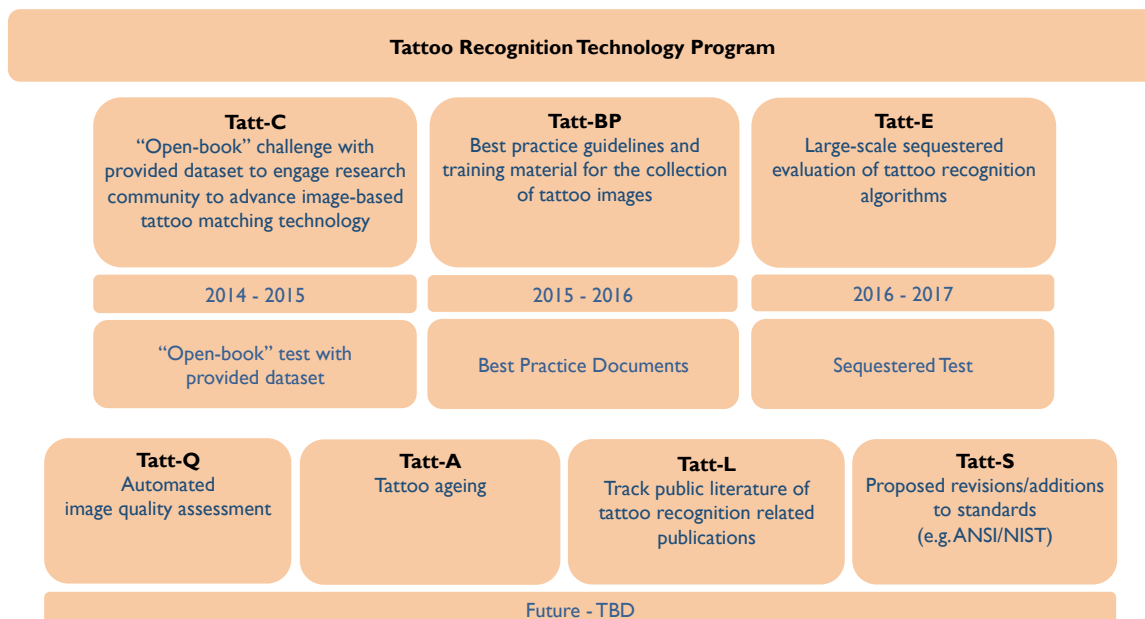 Tattoo Recognition Technology Program
Tatt-C
“Open-book” challenge with
provided dataset to engage research
community to advance image-based
tattoo matching technology
Tatt-BP
Best practice guidelines and
training material for the collection
of tattoo images
Tatt-E
Large-scale sequestered
evaluation of tattoo recognition
algorithms
2014 - 2015
2015 - 2016
2016 - 2017
“Open-book” test with
provided dataset
Best Practice Documents
Sequestered Test
Tatt-Q
Automated
image quality assessment
Tatt-A
Tattoo ageing
Tatt-L
Track public literature of
tattoo recognition related
publications
Tatt-S
Proposed revisions/additions
to standards
(e.g. ANSI/NIST)
Future - TBD